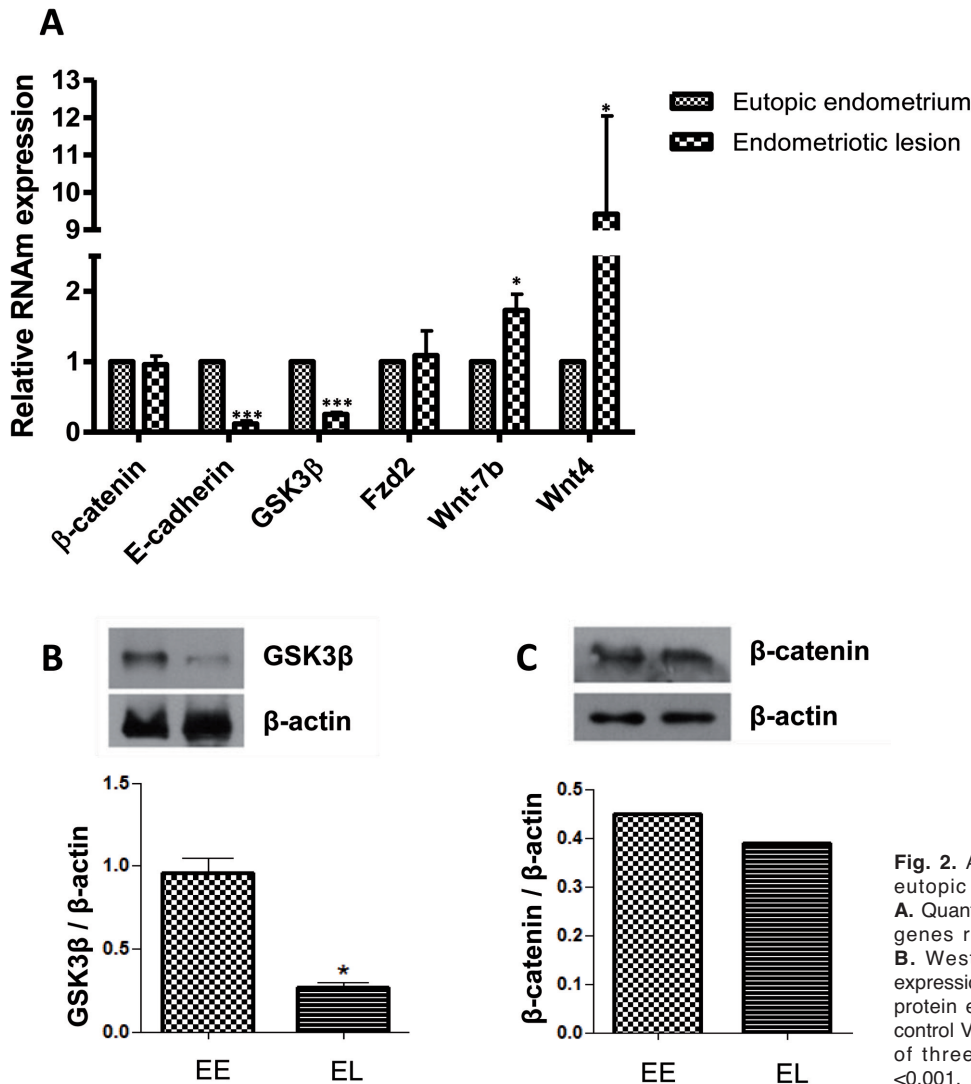 A
Relative RNAm expression
13
12
11
10
9
2
1
0
*
***
***
*
Eutopic endometrium
Endometriotic lesion
β-catenin
E-cadherin
GSK3β
Fzd2
Wnt-7b
Wnt4
B
GSK3β
β-actin
GSK3β / β-actin
1.5
1.0
0.5
0.0
*
EE
EL
C
β-catenin
β-actin
β-catenin / β-actin
0.5
0.4
0.3
0.2
0.1
0.0
EE
EL
Fig. 2. A
eutopic
A. Quant
genes r
B. West
expressio
protein e
control V
of three
<0.001.